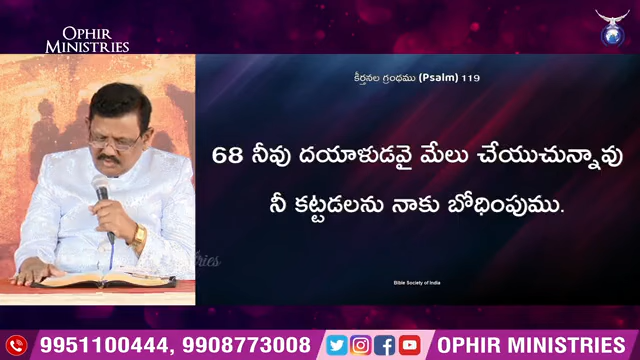 OPHIR
MINISTRIES
కీర్తనల గ్రంథము (Psalm) 119
68 నీవు దయాళుడవై మేలు చేయుచున్నావు
నీ కట్టడలను నాకు బోధింపుము.
Bible Society of India
9951100444, 9908773008
OPHIR MINISTRIES